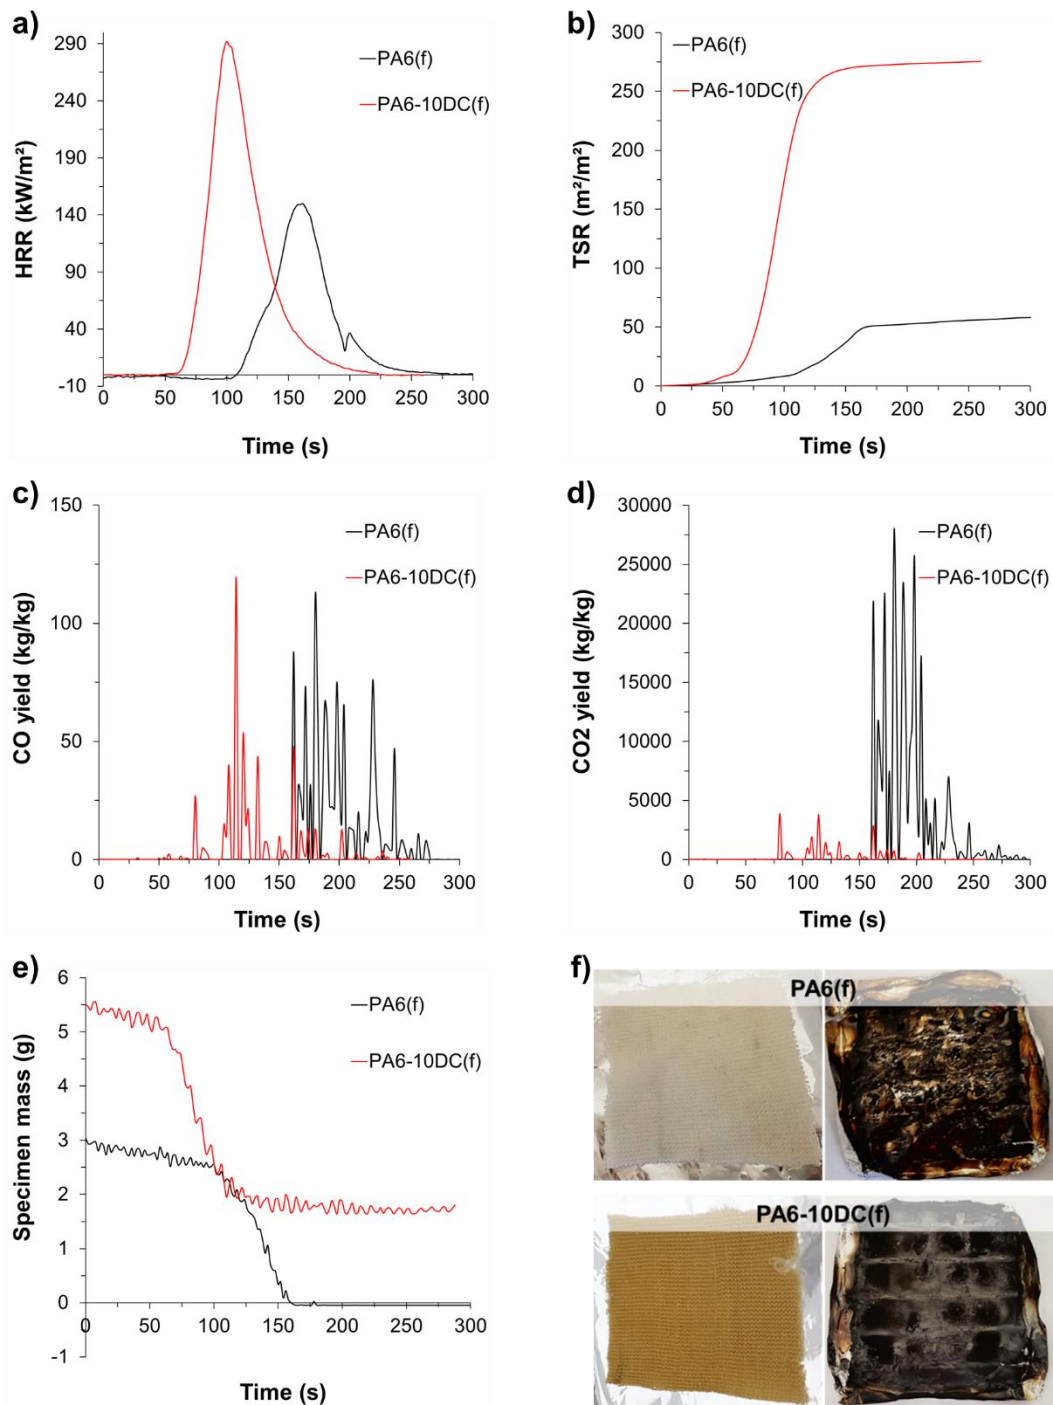 a)
HRR (kW/m²)
290
240
190
140
90
40
-10
0 50 100 150 200 250 300
Time (s)
PA6(f)
PA6-10DC(f)
b)
TSR (m²/m²)
300
250
200
150
100
50
0
0 50 100 150 200 250 300
Time (s)
PA6(f)
PA6-10DC(f)
c)
CO yield (kg/kg)
150
100
50
0
0 50 100 150 200 250 300
Time (s)
PA6(f)
PA6-10DC(f)
d)
CO2 yield (kg/kg)
30000
25000
20000
15000
10000
5000
0
0 50 100 150 200 250 300
Time (s)
PA6(f)
PA6-10DC(f)
e)
Specimen mass (g)
6
5
4
3
2
1
0
-1
0 50 100 150 200 250 300
Time (s)
PA6(f)
PA6-10DC(f)
f)
PA6(f)
PA6-10DC(f)